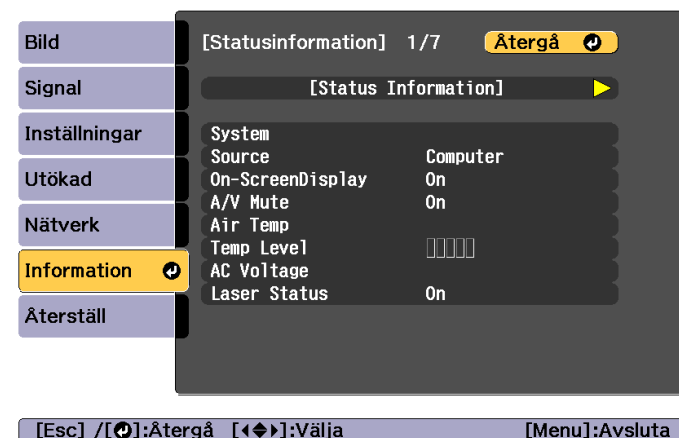 Bild
Signal
Inställningar
Utökad
Nätverk
Information
Återställ
[Statusinformation] 1/7 Återgå
[Status Information]
System
Source Computer
On-ScreenDisplay On
A/V Mute On
Air Temp
Temp Level
AC Voltage
Laser Status On
[Esc] /[ ]:Återgå [ ]:Välja [Menu]:Avsluta